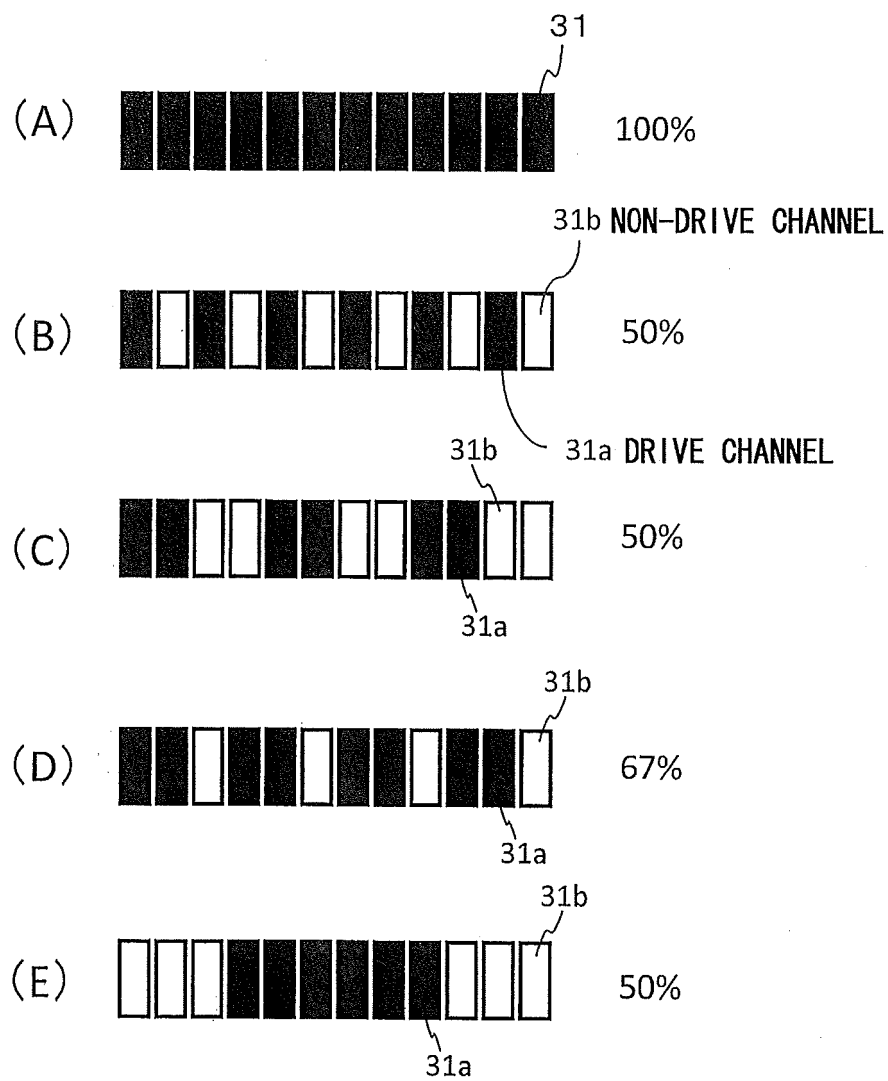 31
(A)
100%
31b NON-DRIVE CHANNEL
(B)
50%
31a DRIVE CHANNEL
31b
(C)
50%
31a
31b
(D)
67%
31a
31b
(E)
50%
31a